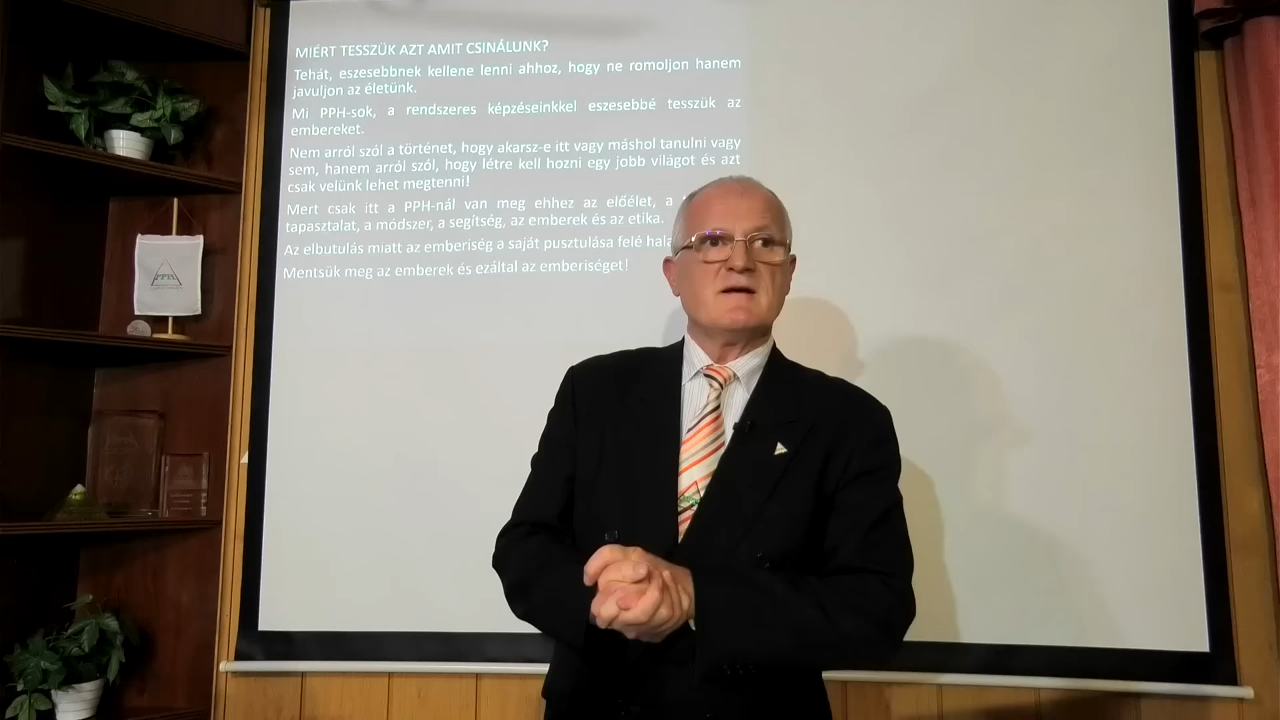 MIÉRT TESSZÜK AZT AMIT CSINÁLUNK?
Tehát, eszesebbnek kellene lenni ahhoz, hogy ne romoljon hanem
javuljon az életünk.
Mi PPH-sok, a rendszeres képzéseinkkel eszesebbé tesszük az
embereket.
Nem arról szól a történet, hogy akarsz-e itt vagy máshol tanulni vagy
sem, hanem arról szól, hogy létre kell hozni egy jobb világot és azt
csak velünk lehet megtenni!
Mert csak itt a PPH-nál van meg ehhez az előélet, a
tapasztalat, a módszer, a segítség, az emberek és az etika.
Az elbutulás miatt az emberiség a saját pusztulása felé hala
Mentsük meg az emberek és ezáltal az emberiséget!
PPH